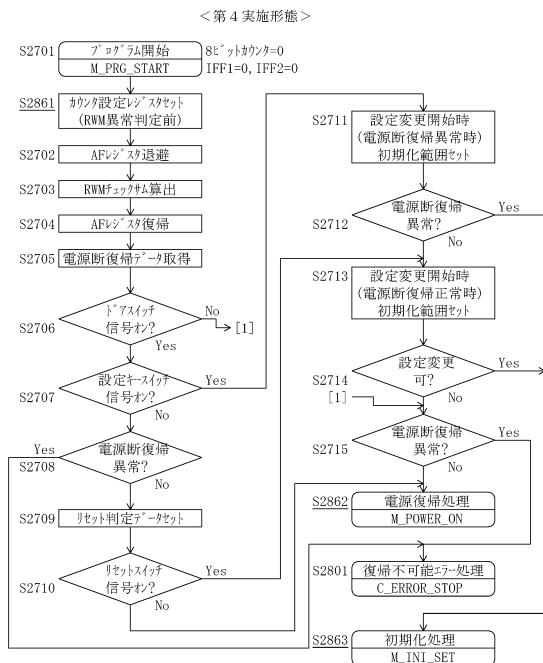 ＜第４実施形態＞
S2701
ﾌﾟﾛｸﾞﾗﾑ開始
M_PRG_START
8ﾋﾞｯﾄｶｳﾝﾀ=0
IFF1=0, IFF2=0
S2861
ｶｳﾝﾀ設定ﾚｼﾞｽﾀｾｯﾄ
(RWM異常判定前)
S2702
AFﾚｼﾞｽﾀ退避
S2703
RWMﾁｪｯｸｻﾑ算出
S2704
AFﾚｼﾞｽﾀ復帰
S2705
電源断復帰ﾃﾞｰﾀ取得
S2706
ﾄﾞｱｽｲｯﾁ
信号ｵﾝ?
No
[1]
Yes
S2707
設定ｷｰｽｲｯﾁ
信号ｵﾝ?
Yes
No
S2708
電源断復帰
異常?
Yes
No
S2709
ﾘｾｯﾄ判定ﾃﾞｰﾀｾｯﾄ
S2710
ﾘｾｯﾄｽｲｯﾁ
信号ｵﾝ?
Yes
No
S2711
設定変更開始時
(電源断復帰異常時)
初期化範囲ｾｯﾄ
S2712
電源断復帰
異常?
Yes
No
S2713
設定変更開始時
(電源断復帰正常時)
初期化範囲ｾｯﾄ
S2714
設定変更
可?
Yes
No
[1]
S2715
電源断復帰
異常?
Yes
No
S2862
電源復帰処理
M_POWER_ON
S2801
復帰不可能ｴﾗｰ処理
C_ERROR_STOP
S2863
初期化処理
M_INI_SET